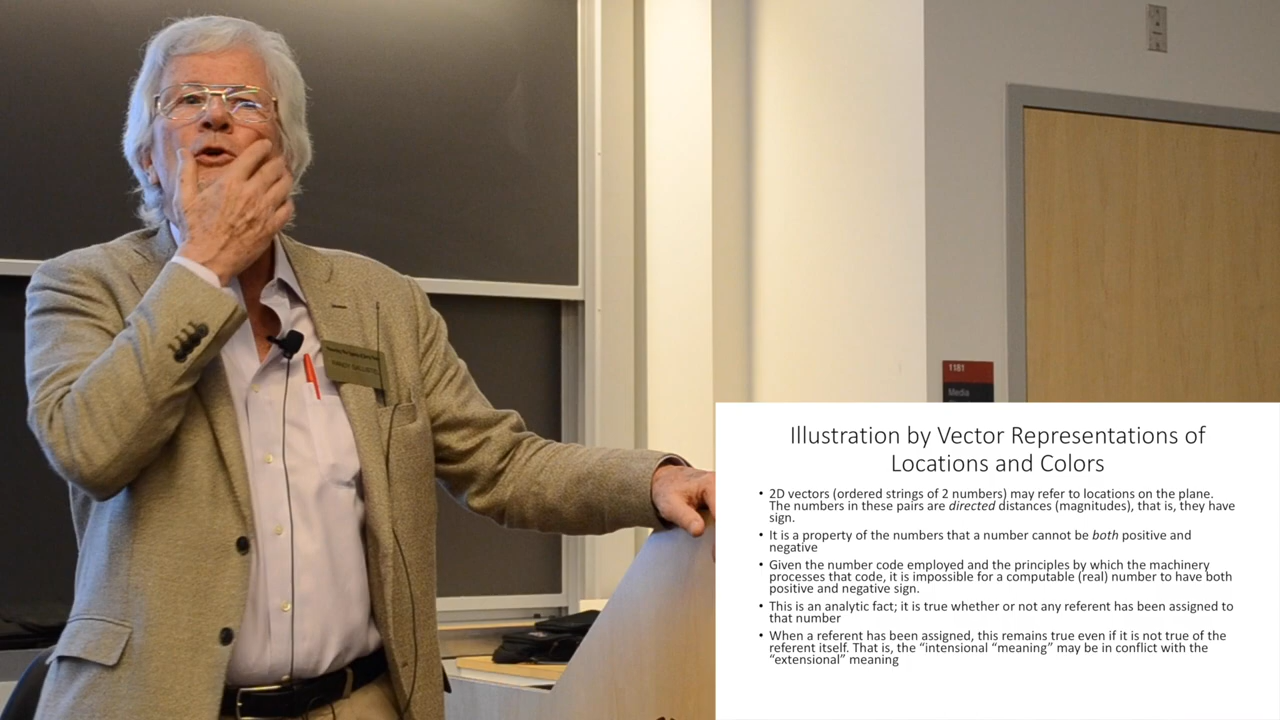 RANDY GALLISTEL
1181
Media
Illustration by Vector Representations of
Locations and Colors
• 2D vectors (ordered strings of 2 numbers) may refer to locations on the plane.
The numbers in these pairs are directed distances (magnitudes), that is, they have
sign.
• It is a property of the numbers that a number cannot be both positive and
negative
• Given the number code employed and the principles by which the machinery
processes that code, it is impossible for a computable (real) number to have both
positive and negative sign.
• This is an analytic fact; it is true whether or not any referent has been assigned to
that number
• When a referent has been assigned, this remains true even if it is not true of the
referent itself. That is, the “intensional “meaning” may be in conflict with the
“extensional” meaning